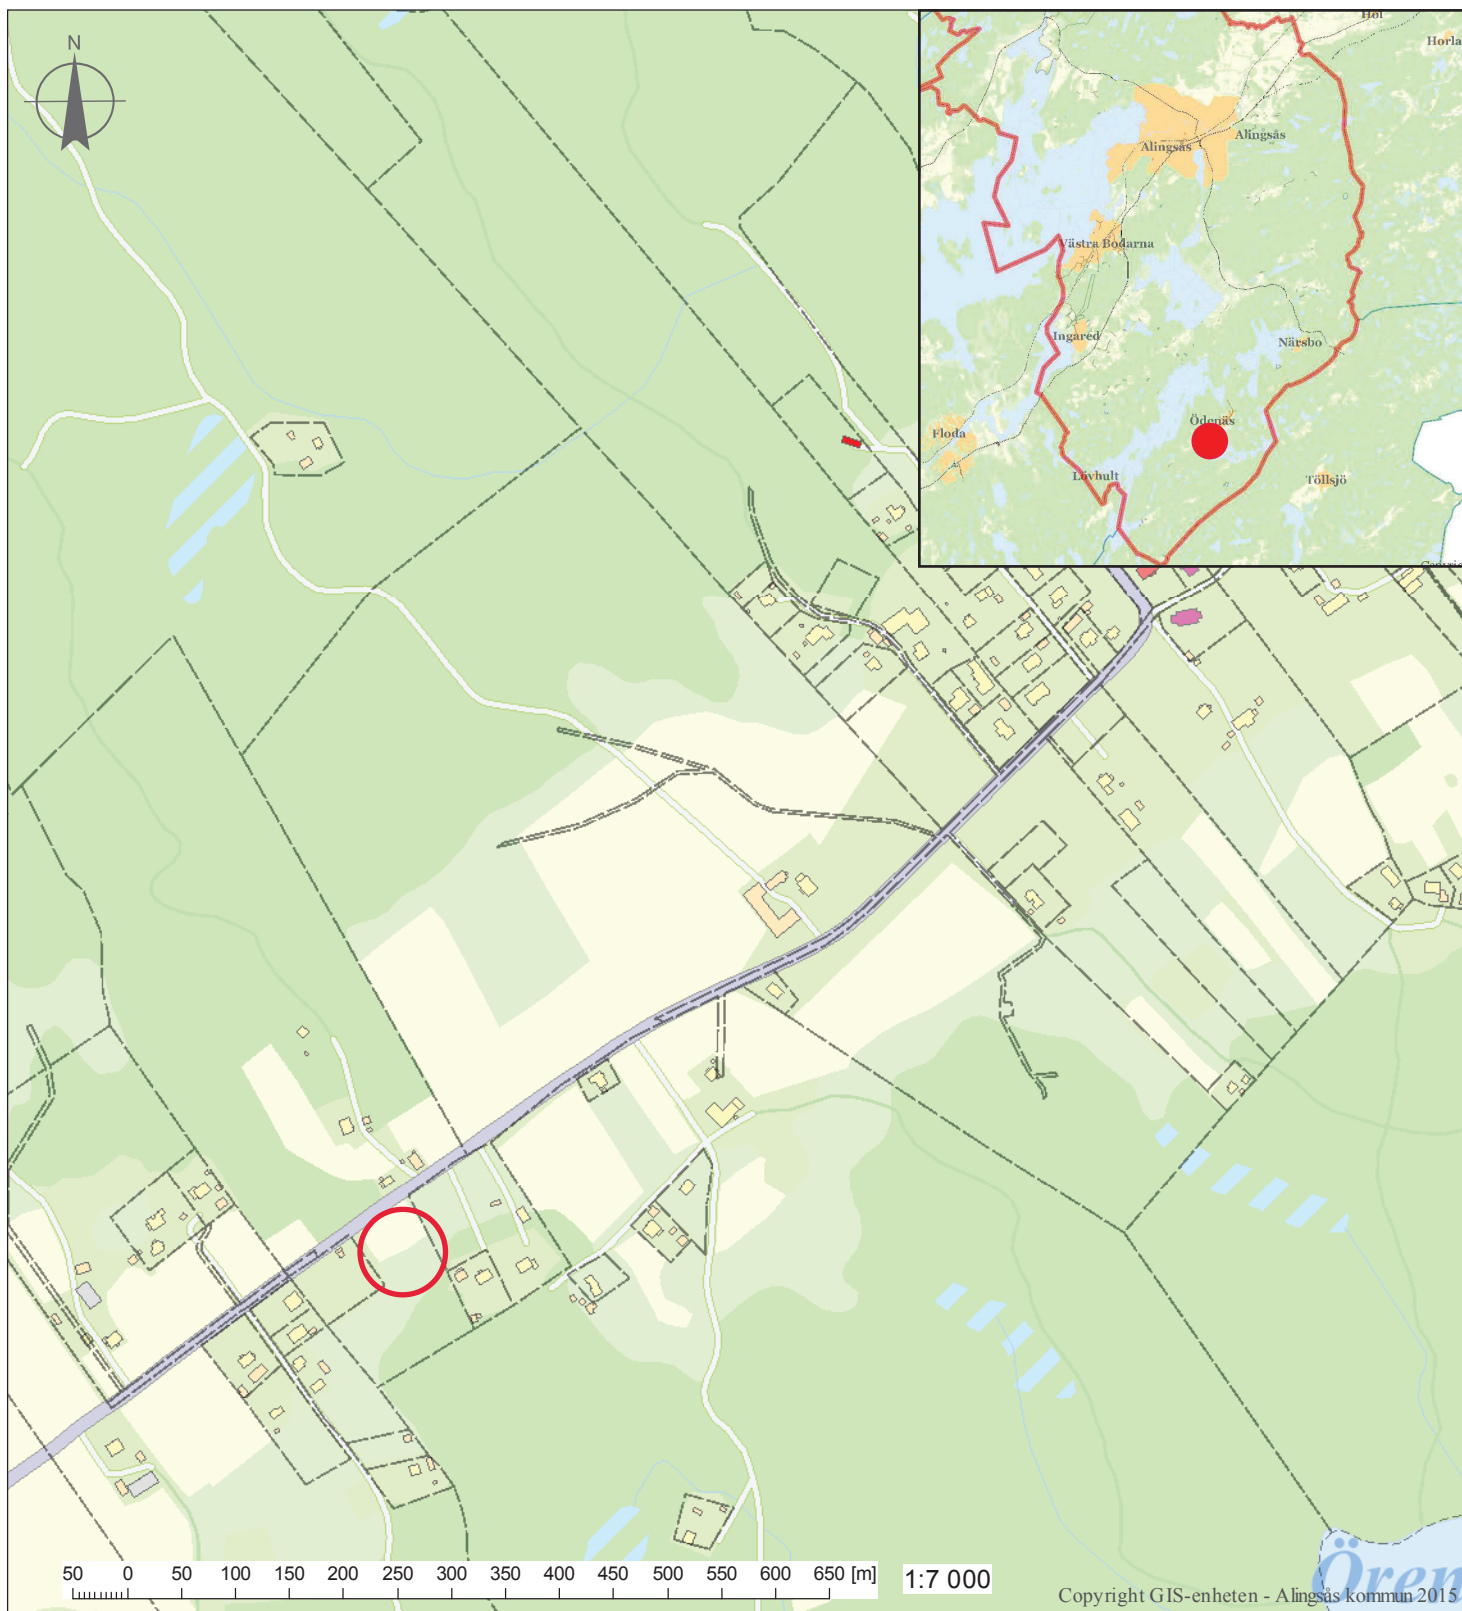 N
Hol
Horla
Alingsås
Alingsås
Västra Bodarna
Ingared
Närsbo
Ödenäs
Floda
Lövhult
Töllsjö
50 0 50 100 150 200 250 300 350 400 450 500 550 600 650 [m]
1:7 000
Ören
Copyright GIS-enheten - Alingsås kommun 2015